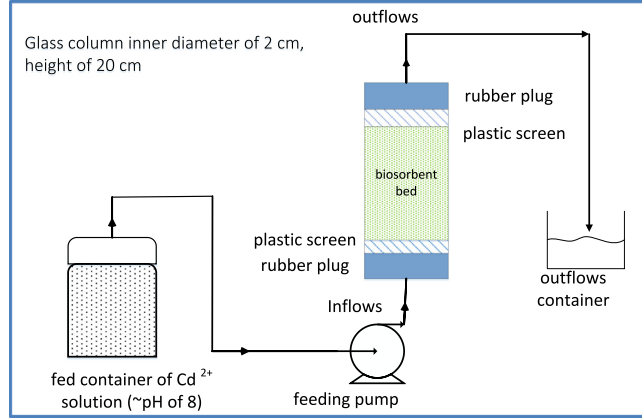 outflows
Glass column inner diameter of 2 cm,
height of 20 cm
rubber plug
plastic screen
biosorbent
bed
plastic screen
rubber plug
outflows
container
Inflows
fed container of Cd 2+
solution (~pH of 8)
feeding pump